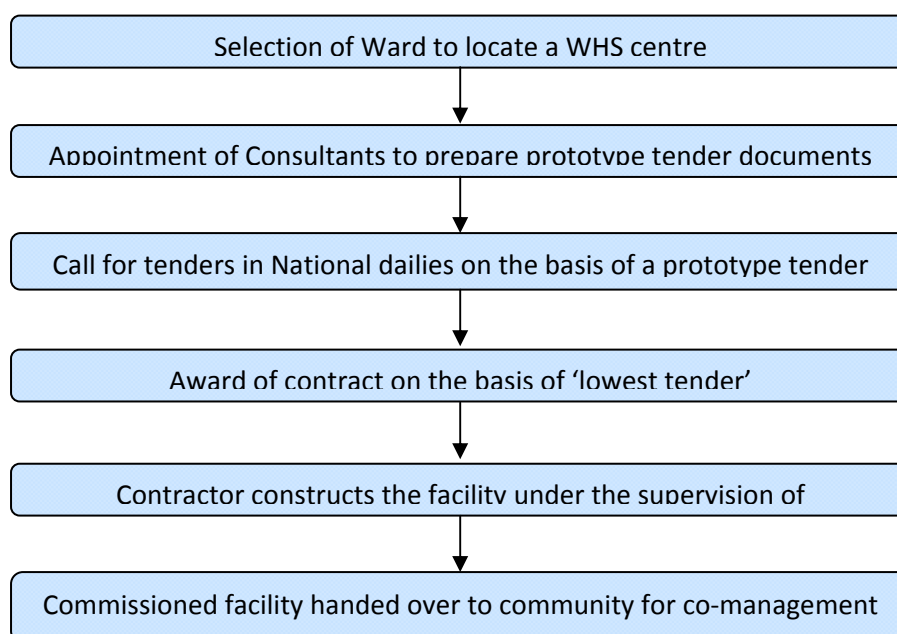 Selection of Ward to locate a WHS centre
Appointment of Consultants to prepare prototype tender documents
Call for tenders in National dailies on the basis of a prototype tender
Award of contract on the basis of ‘lowest tender’
Contractor constructs the facility under the supervision of
Commissioned facility handed over to community for co-management